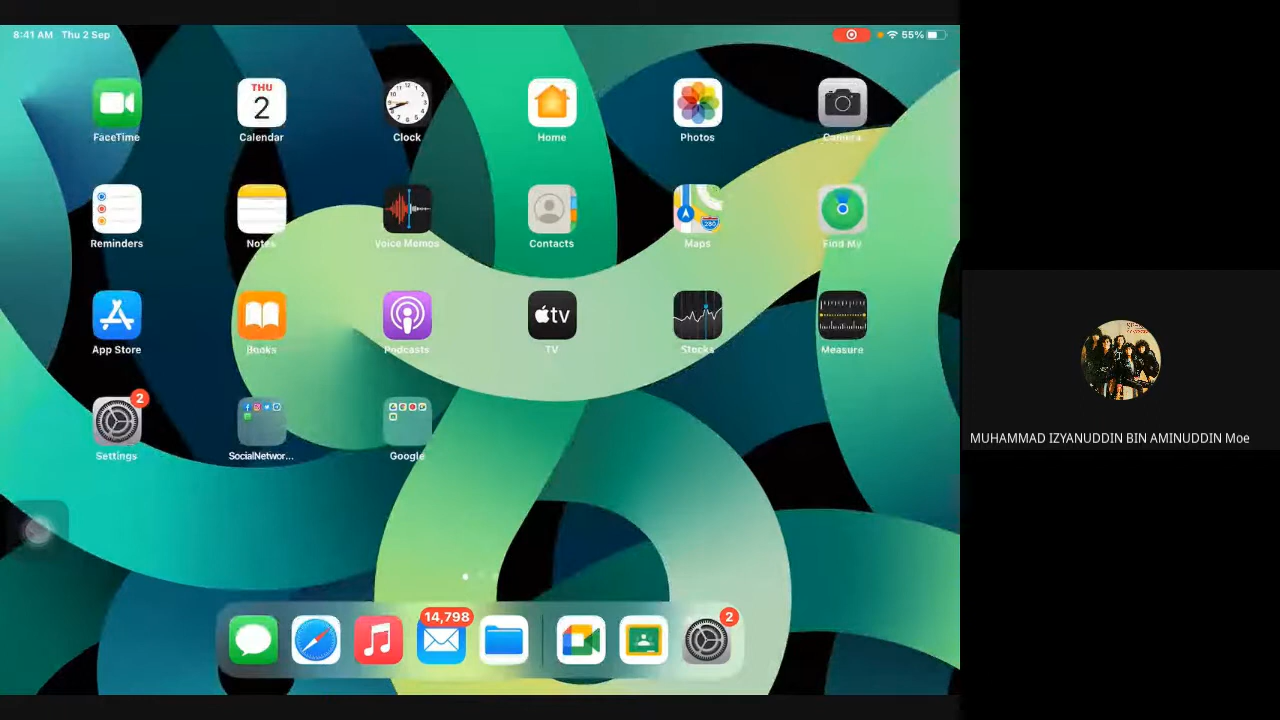 8:41 AM Thu 2 Sep
55%
THU
2
FaceTime
Calendar
Clock
Home
Photos
Camera
Reminders
Notes
Voice Memos
Contacts
Maps
Find My
280
App Store
Books
Podcasts
tv
TV
Stocks
Measure
2
Settings
SocialNetwor...
Google
14,798
2
MUHAMMAD IZYANUDDIN BIN AMINUDDIN Moe